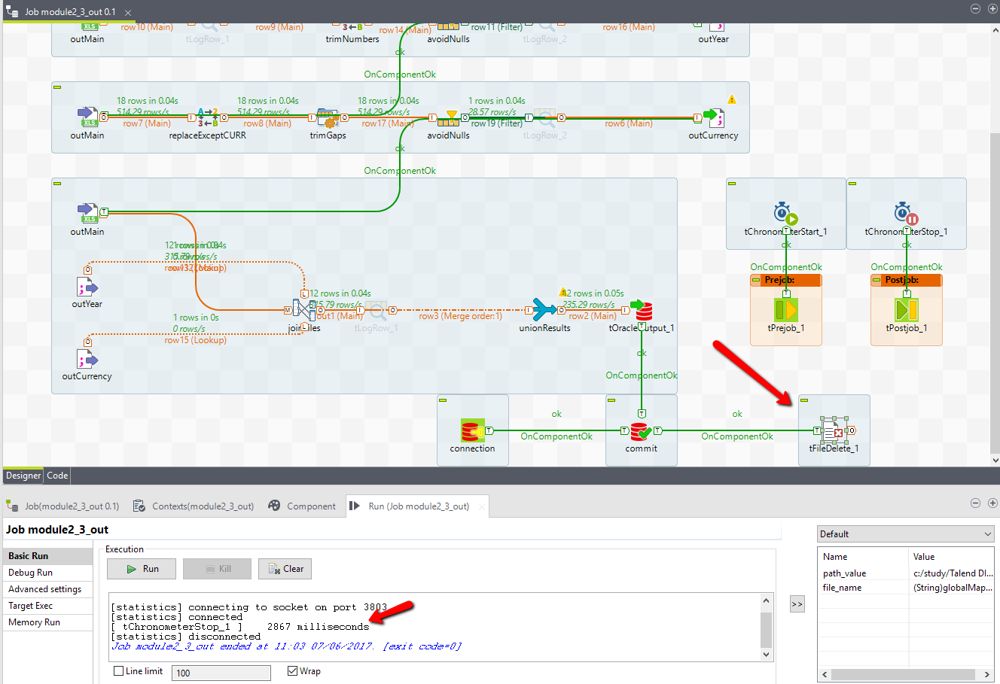 Job module2_3_out 0.1
XLS
row10 (Main)
row9 (Main)
row14 (Main)
row11 (Filter)
row16 (Main)
outMain
tLogRow_1
trimNumbers
avoidNulls
tLogRow_2
outYear
ok
OnComponentOk
18 rows in 0.04s
514.29 rows/s
row7 (Main)
18 rows in 0.04s
514.29 rows/s
row8 (Main)
18 rows in 0.04s
514.29 rows/s
row17 (Main)
1 rows in 0.04s
28.57 rows/s
row19 (Filter)
row6 (Main)
XLS
outMain
replaceExceptCURR
trimGaps
avoidNulls
tLogRow_2
outCurrency
ok
OnComponentOk
XLS
outMain
outYear
1 rows in 0s
0 rows/s
row15 (Lookup)
outCurrency
12 rows in 0.04s
315.79 rows/s
out1 (Main)
tLogRow_1
row3 (Merge order:1)
unionResults
12 rows in 0.05s
235.29 rows/s
row2 (Main)
ok
OnComponentOk
tChronometerStart_1
ok
OnComponentOk
Prejob:
tPrejob_1
tChronometerStop_1
ok
OnComponentOk
Postjob:
tPostjob_1
connection
ok
OnComponentOk
commit
ok
OnComponentOk
tFileDelete_1
Designer
Code
Job(module2_3_out 0.1)
Contexts(module2_3_out)
Component
Run (Job module2_3_out)
Job module2_3_out
Basic Run
Debug Run
Advanced settings
Target Exec
Memory Run
Execution
Run
Kill
Clear
[statistics] connecting to socket on port 3803
[statistics] connected
[ tChronometerStop_1 ] 2867 milliseconds
[statistics] disconnected
Job module2_3_out ended at 11:03 07/06/2017. [exit code=0]
Line limit
100
Wrap
>>
Default
Name Value
path_value c:/study/Talend DI...
file_name (String)globalMap...